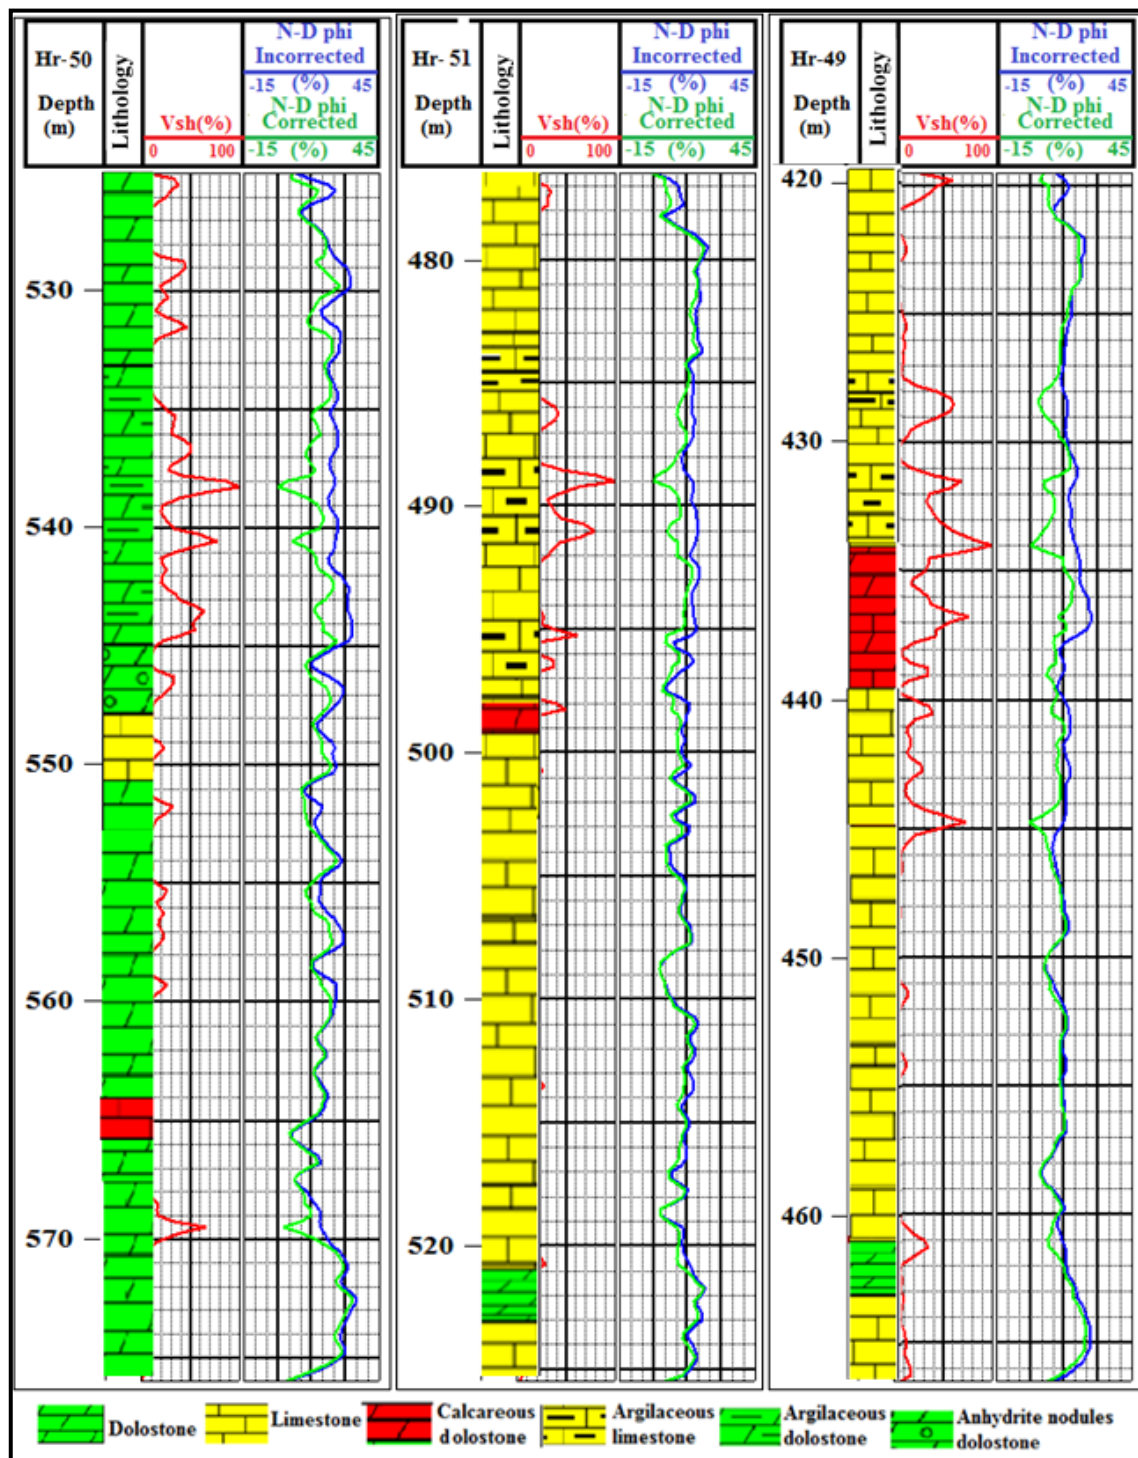 Hr-50
Depth
(m)
Lithology
Vsh(%)
0 100
N-D phi
Incorrected
-15 (%) 45
N-D phi
Corrected
-15 (%) 45
530
540
550
560
570
Hr- 51
Depth
(m)
Lithology
Vsh(%)
0 100
N-D phi
Incorrected
-15 (%) 45
N-D phi
Corrected
-15 (%) 45
480
490
500
510
520
Hr-49
Depth
(m)
Lithology
Vsh(%)
0 100
N-D phi
Incorrected
-15 (%) 45
N-D phi
Corrected
-15 (%) 45
420
430
440
450
460
Dolostone
Limestone
Calcareous
dolostone
Argilaceous
limestone
Argilaceous
dolostone
Anhydrite nodules
dolostone